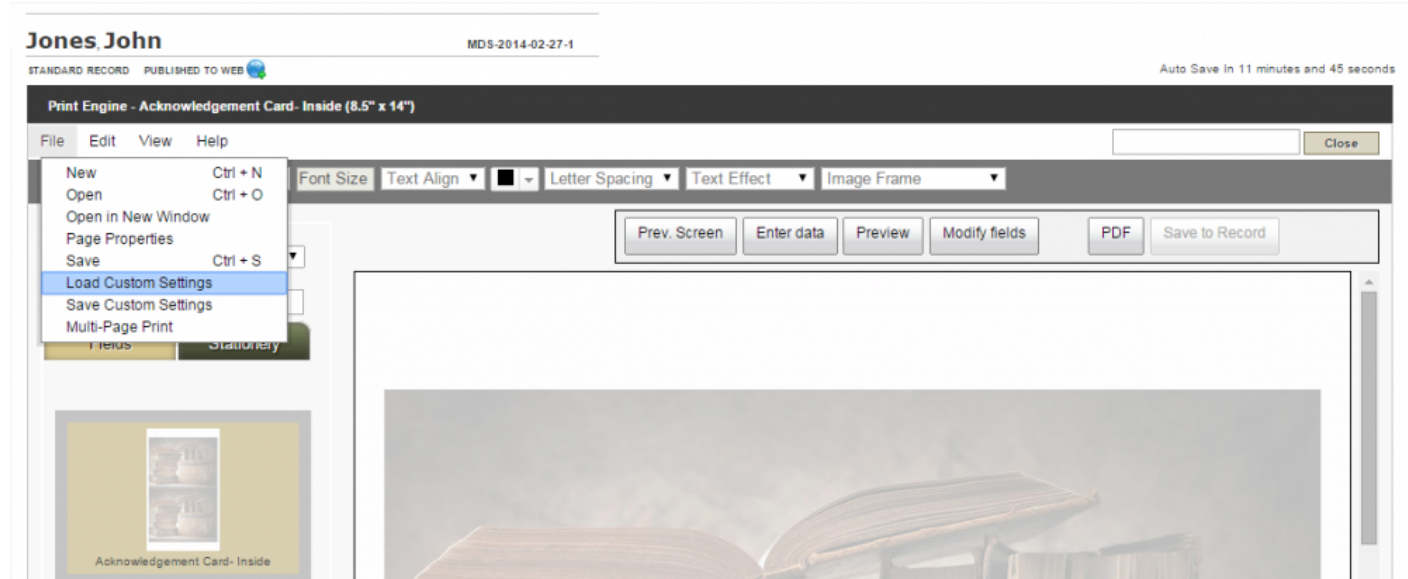 Jones, John MDS-2014-02-27-1
STANDARD RECORD PUBLISHED TO WEB Auto Save In 11 minutes and 45 seconds
Print Engine - Acknowledgement Card- Inside (8.5" x 14")
File Edit View Help Close
Font Size Text Align Letter Spacing Text Effect Image Frame
New Ctrl + N
Open Ctrl + O
Open in New Window
Page Properties
Save Ctrl + S
Load Custom Settings
Save Custom Settings
Multi-Page Print
Prev. Screen Enter data Preview Modify fields PDF Save to Record
Fields Stationery
Acknowledgement Card- Inside